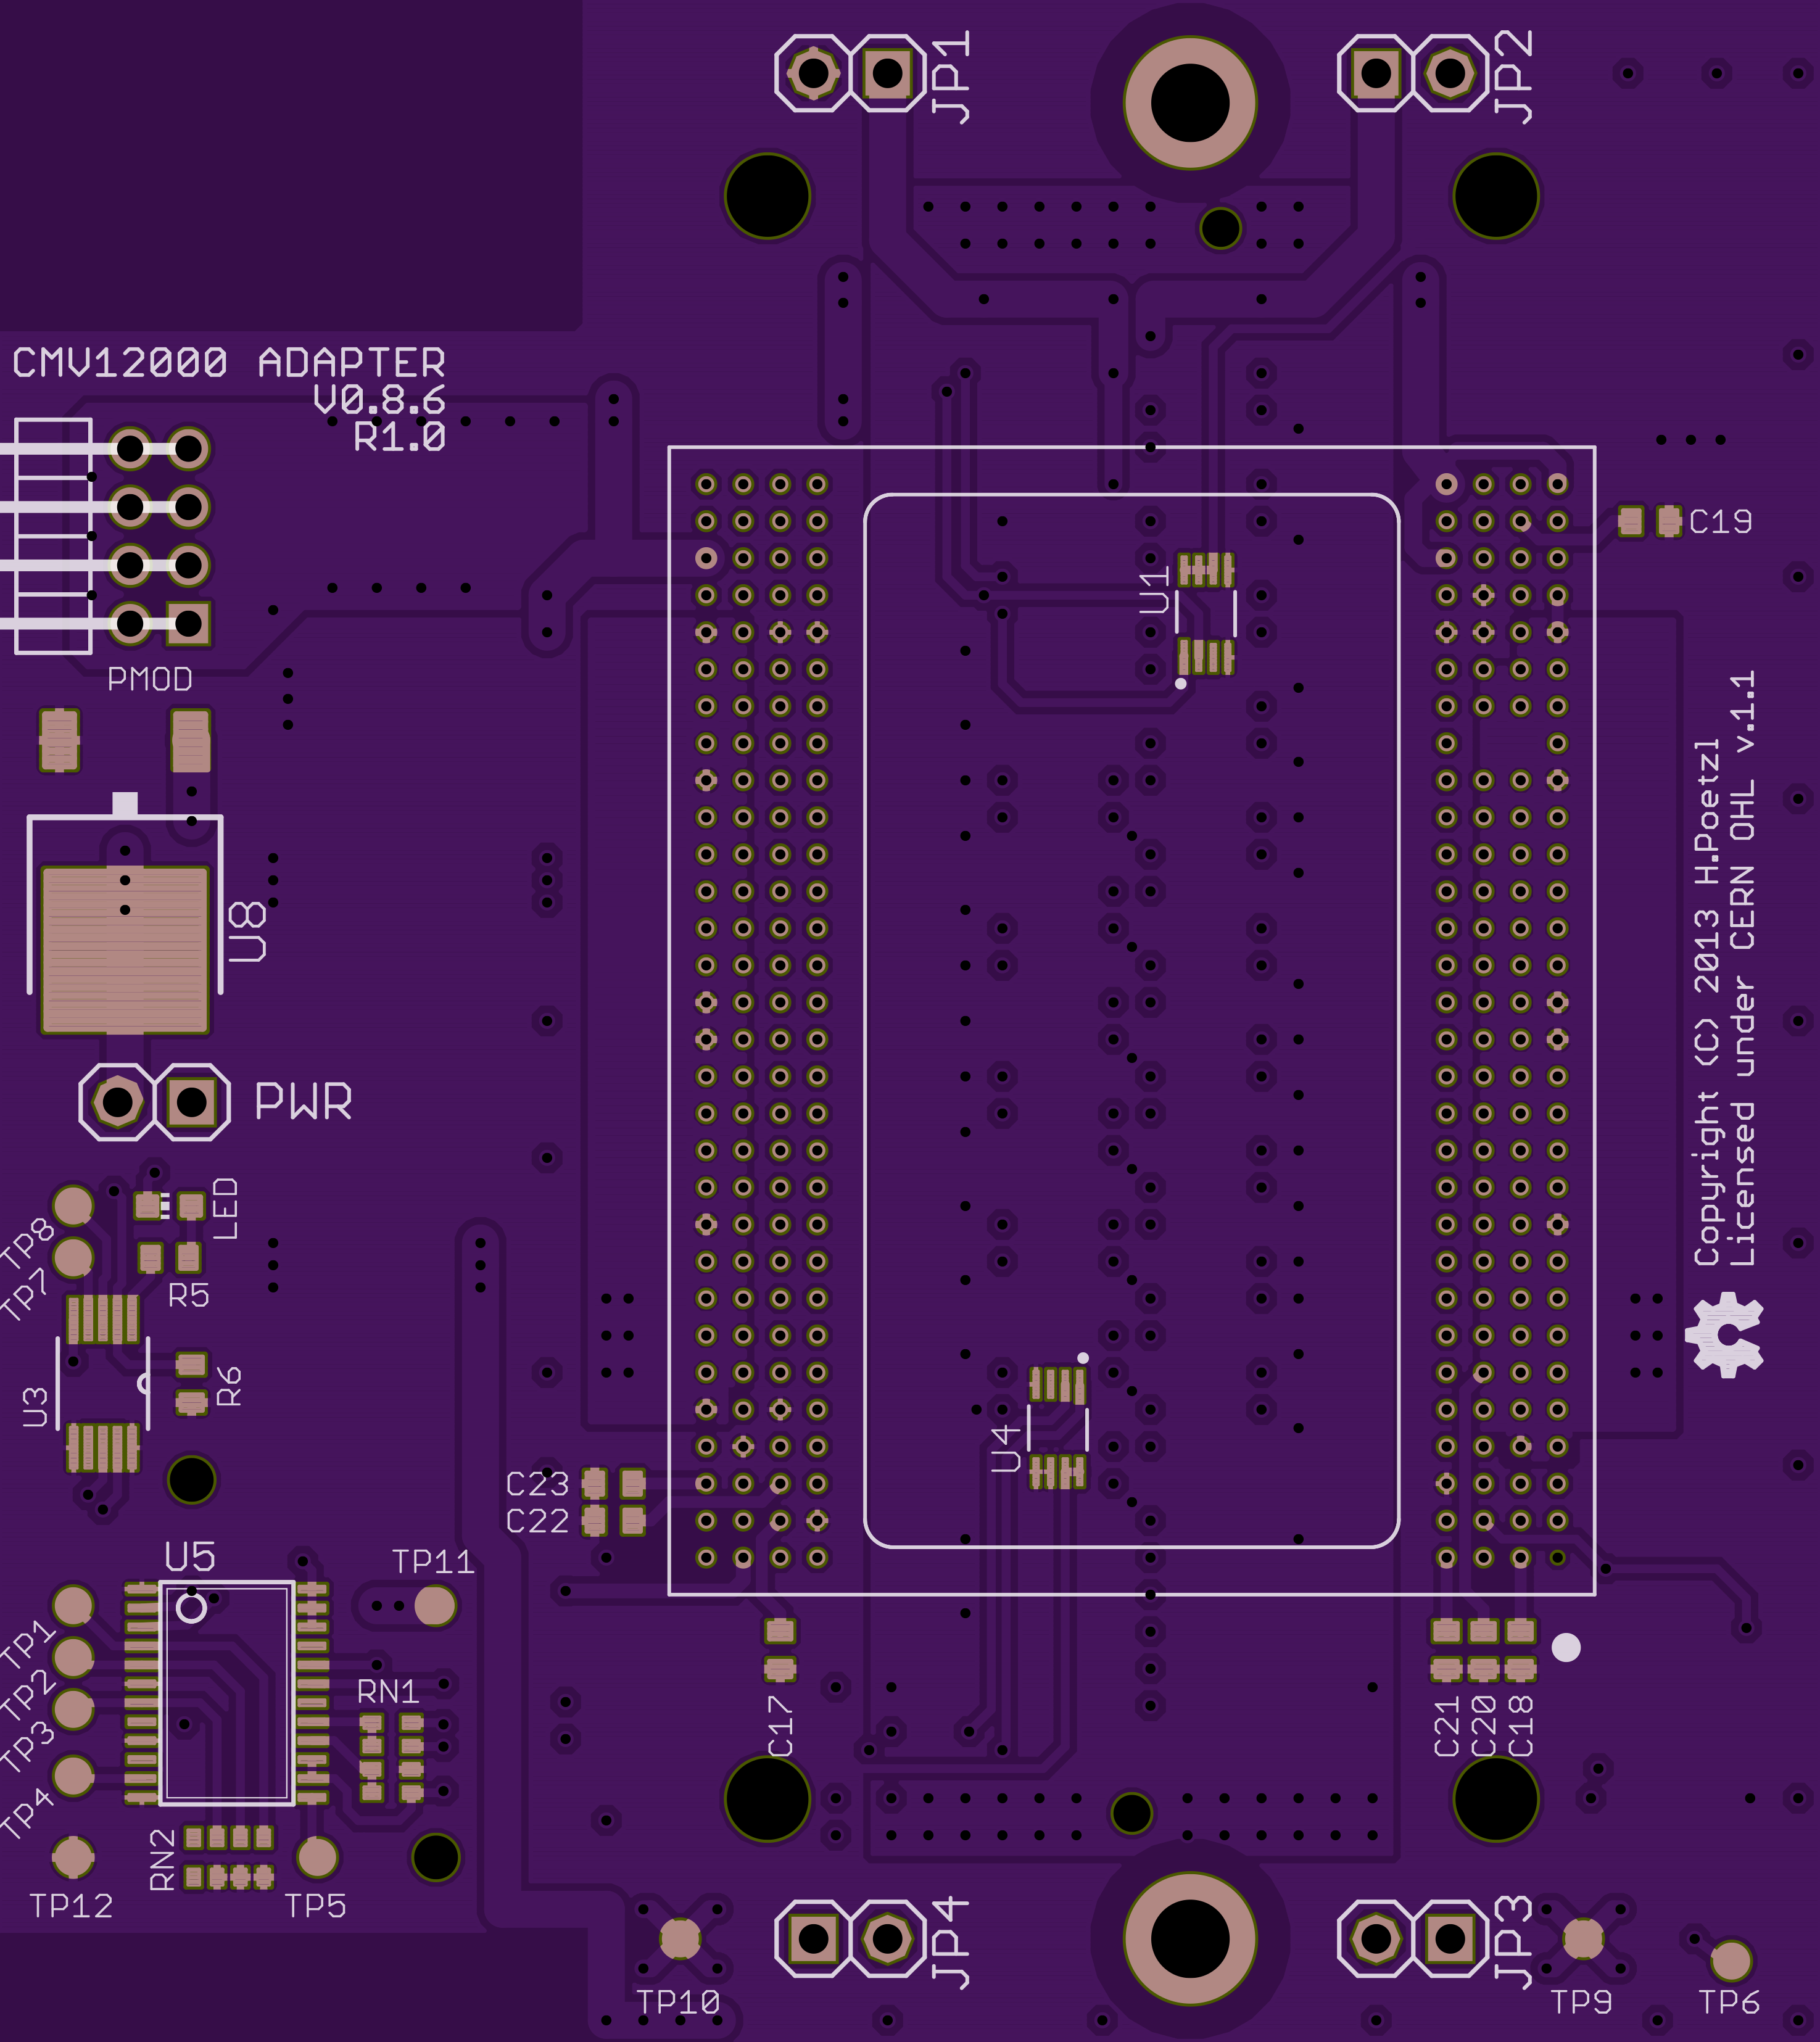 JP1
JP2
CMV12000 ADAPTER
V0.8.6
R1.0
C19
U1
PMOD
Copyright (C) 2013 H.Poetzl
Licensed under CERN OHL v.1.1
U8
PWR
LED
TP8
TP7
R5
R6
U3
U4
C23
C22
U5
TP11
TP1
TP2
TP3
TP4
RN1
C17
C21
C20
C18
RN2
TP12
TP5
JP4
JP3
TP10
TP9
TP6